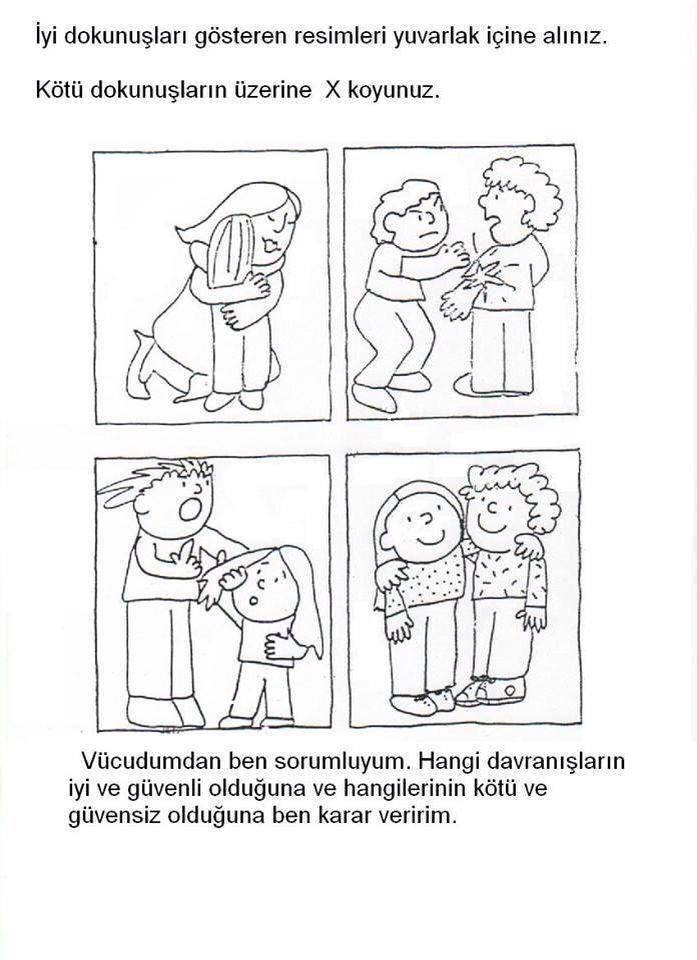 İyi dokunuşları gösteren resimleri yuvarlak içine alınız.
Kötü dokunuşların üzerine X koyunuz.
Vücudumdan ben sorumluyum. Hangi davranışların
iyi ve güvenli olduğuna ve hangilerinin kötü ve
güvensiz olduğuna ben karar veririm.